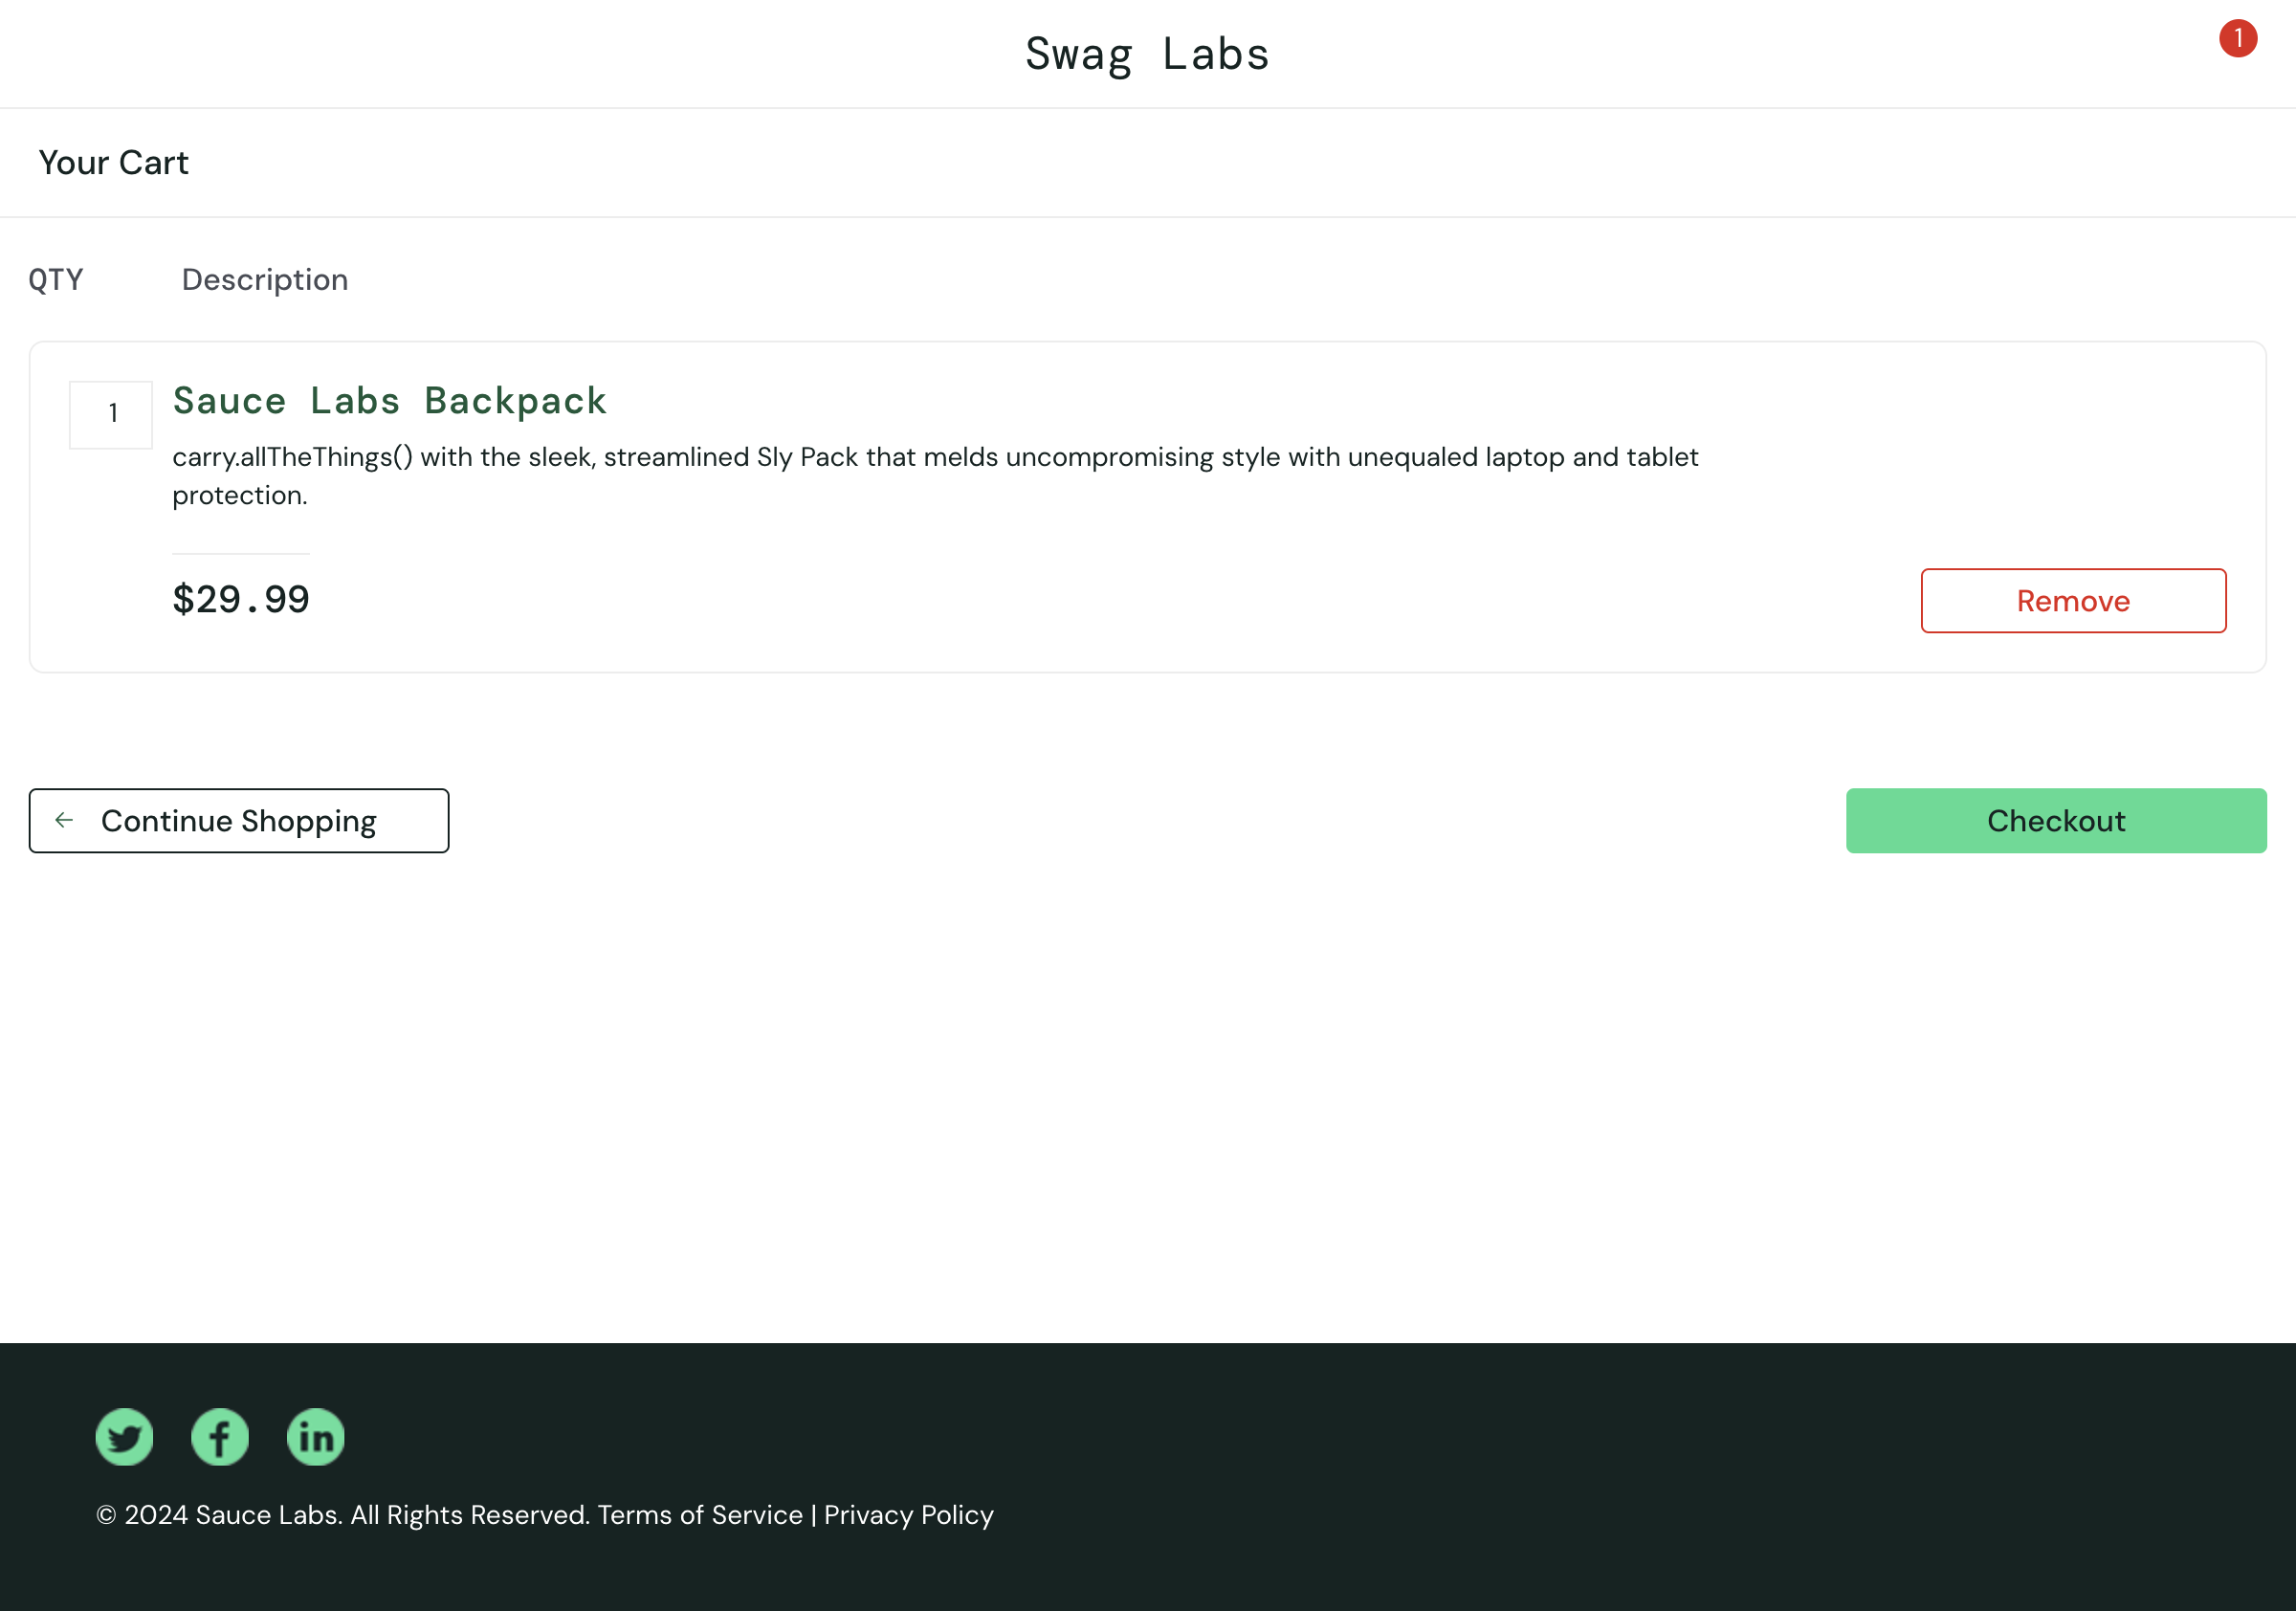 Swag Labs
1
Your Cart
QTY
Description
1
Sauce Labs Backpack
carry.allTheThings() with the sleek, streamlined Sly Pack that melds uncompromising style with unequaled laptop and tablet
protection.
$29.99
Remove
Continue Shopping
Checkout
© 2024 Sauce Labs. All Rights Reserved. Terms of Service | Privacy Policy